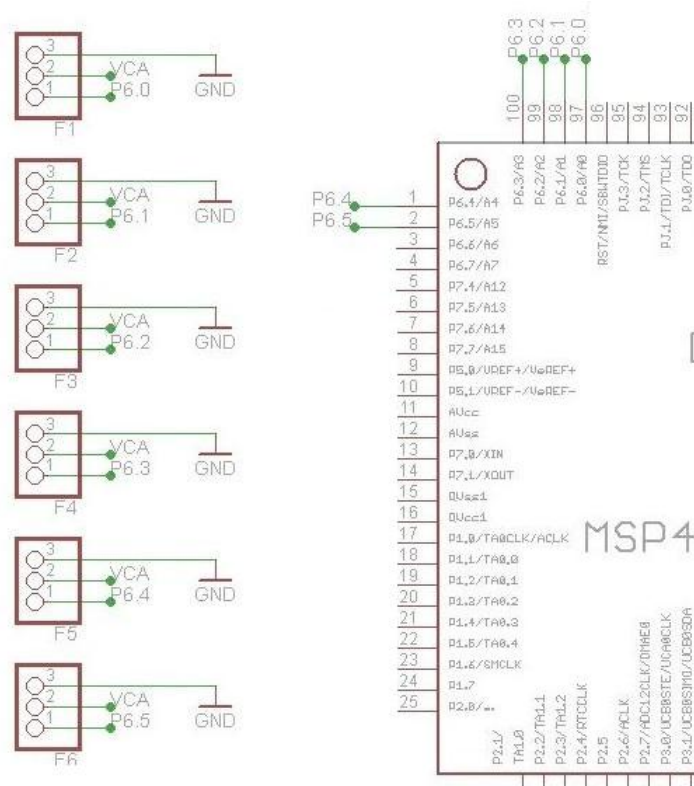 3
2 VCA
1 P6.0
GND
F1
3
2 VCA
1 P6.1
GND
F2
3
2 VCA
1 P6.2
GND
F3
3
2 VCA
1 P6.3
GND
F4
3
2 VCA
1 P6.4
GND
F5
3
2 VCA
1 P6.5
GND
F6
P6.3
P6.2
P6.1
P6.0
100
99
98
97
96
95
94
93
92
P6.3/A3
P6.2/A2
P6.1/A1
P6.0/A0
RST/NMI/SBWTDIO
PJ.3/TCK
PJ.2/TMS
PJ.1/TDI/TCLK
PJ.0/TDO
P6.4 1 P6.4/A4
P6.5 2 P6.5/A5
3 P6.6/A6
4 P6.7/A7
5 P7.4/A12
6 P7.5/A13
7 P7.6/A14
8 P7.7/A15
9 P5.0/VREF+/VeREF+
10 P5.1/VREF-/VeREF-
11 AVcc
12 AVss
13 P7.0/XIN
14 P7.1/XOUT
15 DVss1
16 DVcc1
17 P1.0/TA0CLK/ACLK
18 P1.1/TA0.0
19 P1.2/TA0.1
20 P1.3/TA0.2
21 P1.4/TA0.3
22 P1.5/TA0.4
23 P1.6/SMCLK
24 P1.7
25 P2.0/...
MSP4
P2.1/
TA1.0
P2.2/TA1.1
P2.3/TA1.2
P2.4/RTCCLK
P2.5
P2.6/ACLK
P2.7/ADC12CLK/DMAE0
P3.0/UCB0STE/UCA0CLK
P3.1/UCB0SIMO/UCB0SDA